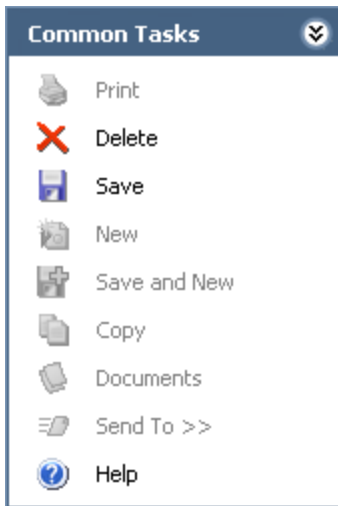 Common Tasks
Print
Delete
Save
New
Save and New
Copy
Documents
Send To >>
Help